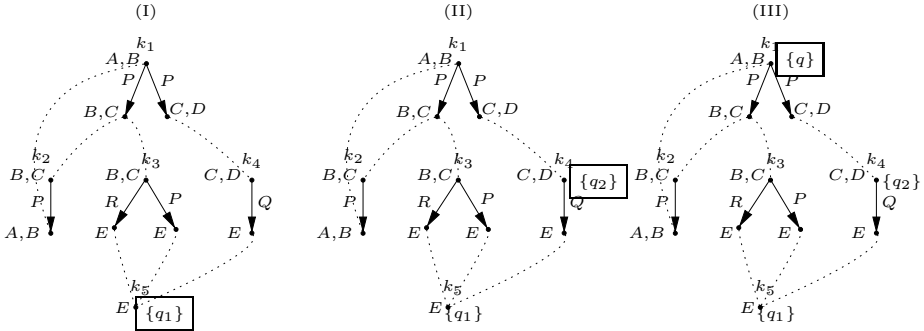 (I) (II) (III)
k₁ k₁ k₁
A,B A,B A,B {q}
P P P P P P
B,C C,D B,C C,D B,C C,D
k₂ k₃ k₄ k₂ k₃ k₄ k₂ k₃ k₄
B,C B,C C,D B,C B,C C,D {q₂} B,C B,C C,D {q₂}
P R P Q P R P Q P R P Q
A,B E E E A,B E E E A,B E E E
k₅ k₅ k₅
E {q₁} E {q₁} E {q₁}